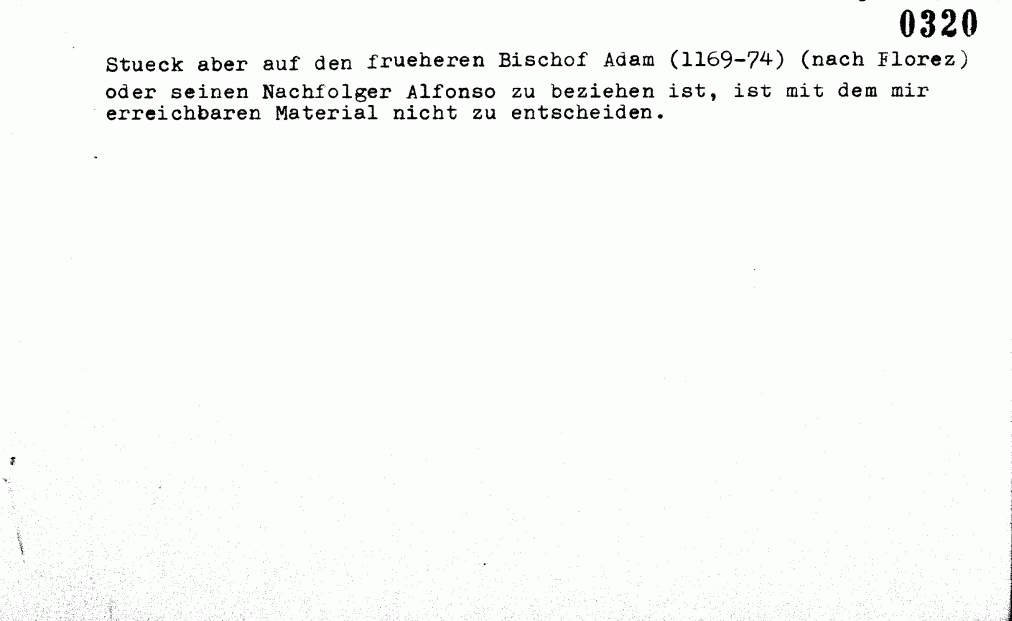 0320
Stueck aber auf den frueheren Bischof Adam (1169-74) (nach Florez)
oder seinen Nachfolger Alfonso zu beziehen ist, ist mit dem mir
erreichbaren Material nicht zu entscheiden.